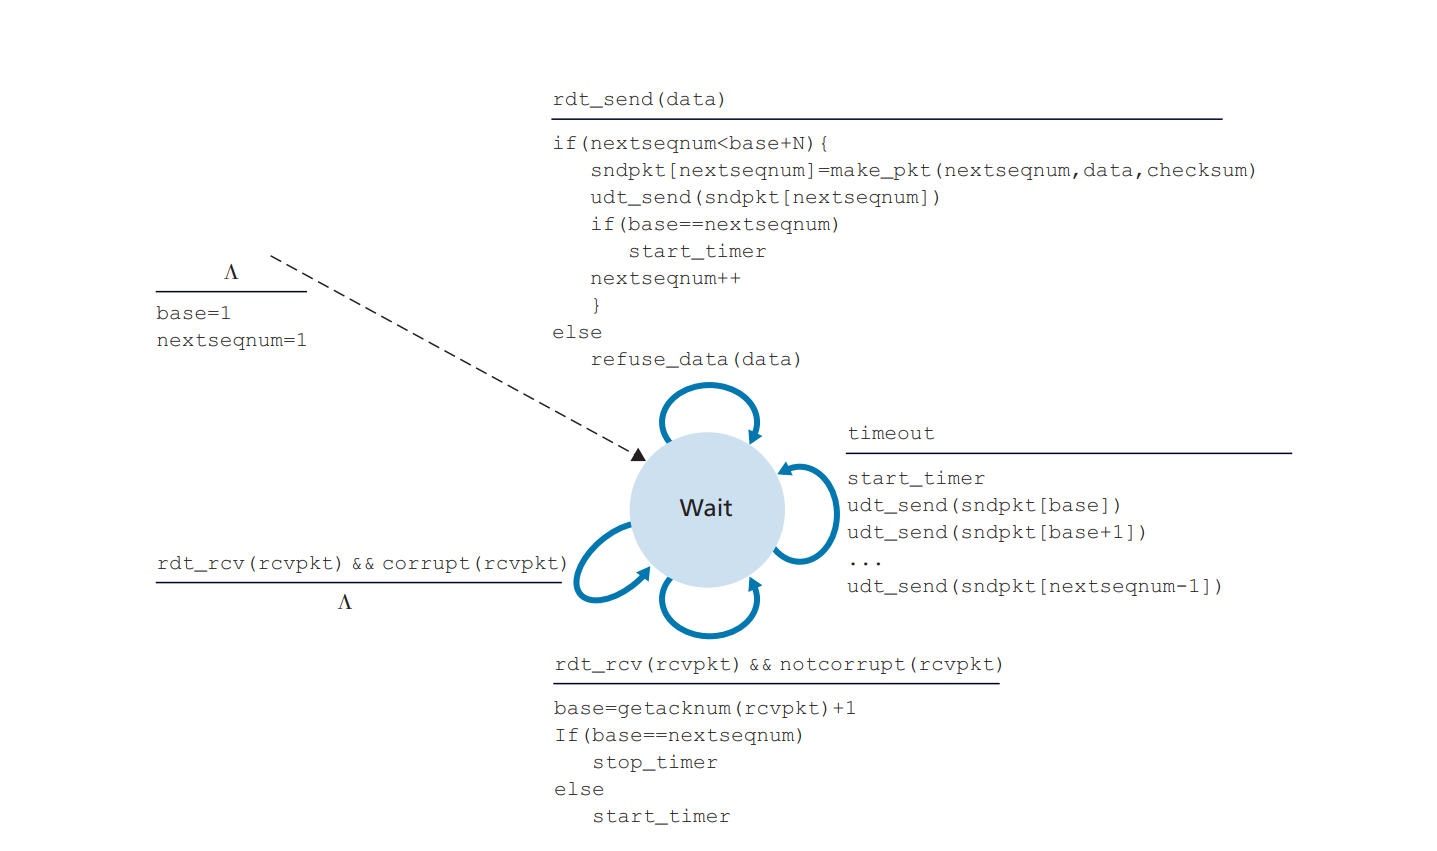 rdt_send(data)
if(nextseqnum<base+N){
   sndpkt[nextseqnum]=make_pkt(nextseqnum,data,checksum)
   udt_send(sndpkt[nextseqnum])
   if(base==nextseqnum)
      start_timer
   nextseqnum++
   }
else
   refuse_data(data)
Λ
base=1
nextseqnum=1
timeout
start_timer
udt_send(sndpkt[base])
udt_send(sndpkt[base+1])
...
udt_send(sndpkt[nextseqnum-1])
Wait
rdt_rcv(rcvpkt) && corrupt(rcvpkt)
Λ
rdt_rcv(rcvpkt) && notcorrupt(rcvpkt)
base=getacknum(rcvpkt)+1
If(base==nextseqnum)
   stop_timer
else
   start_timer